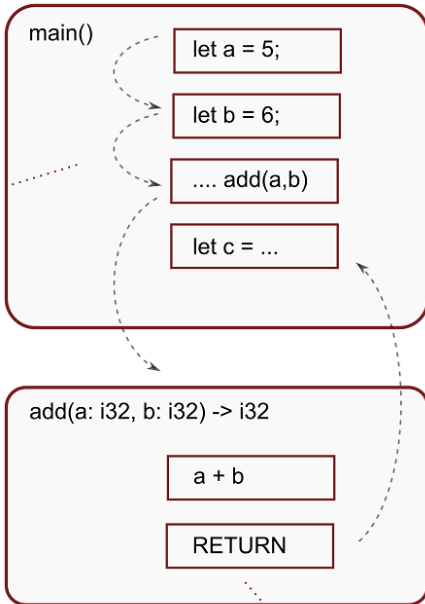 main()
let a = 5;
let b = 6;
.... add(a,b)
let c = ...
add(a: i32, b: i32) -> i32
a + b
RETURN